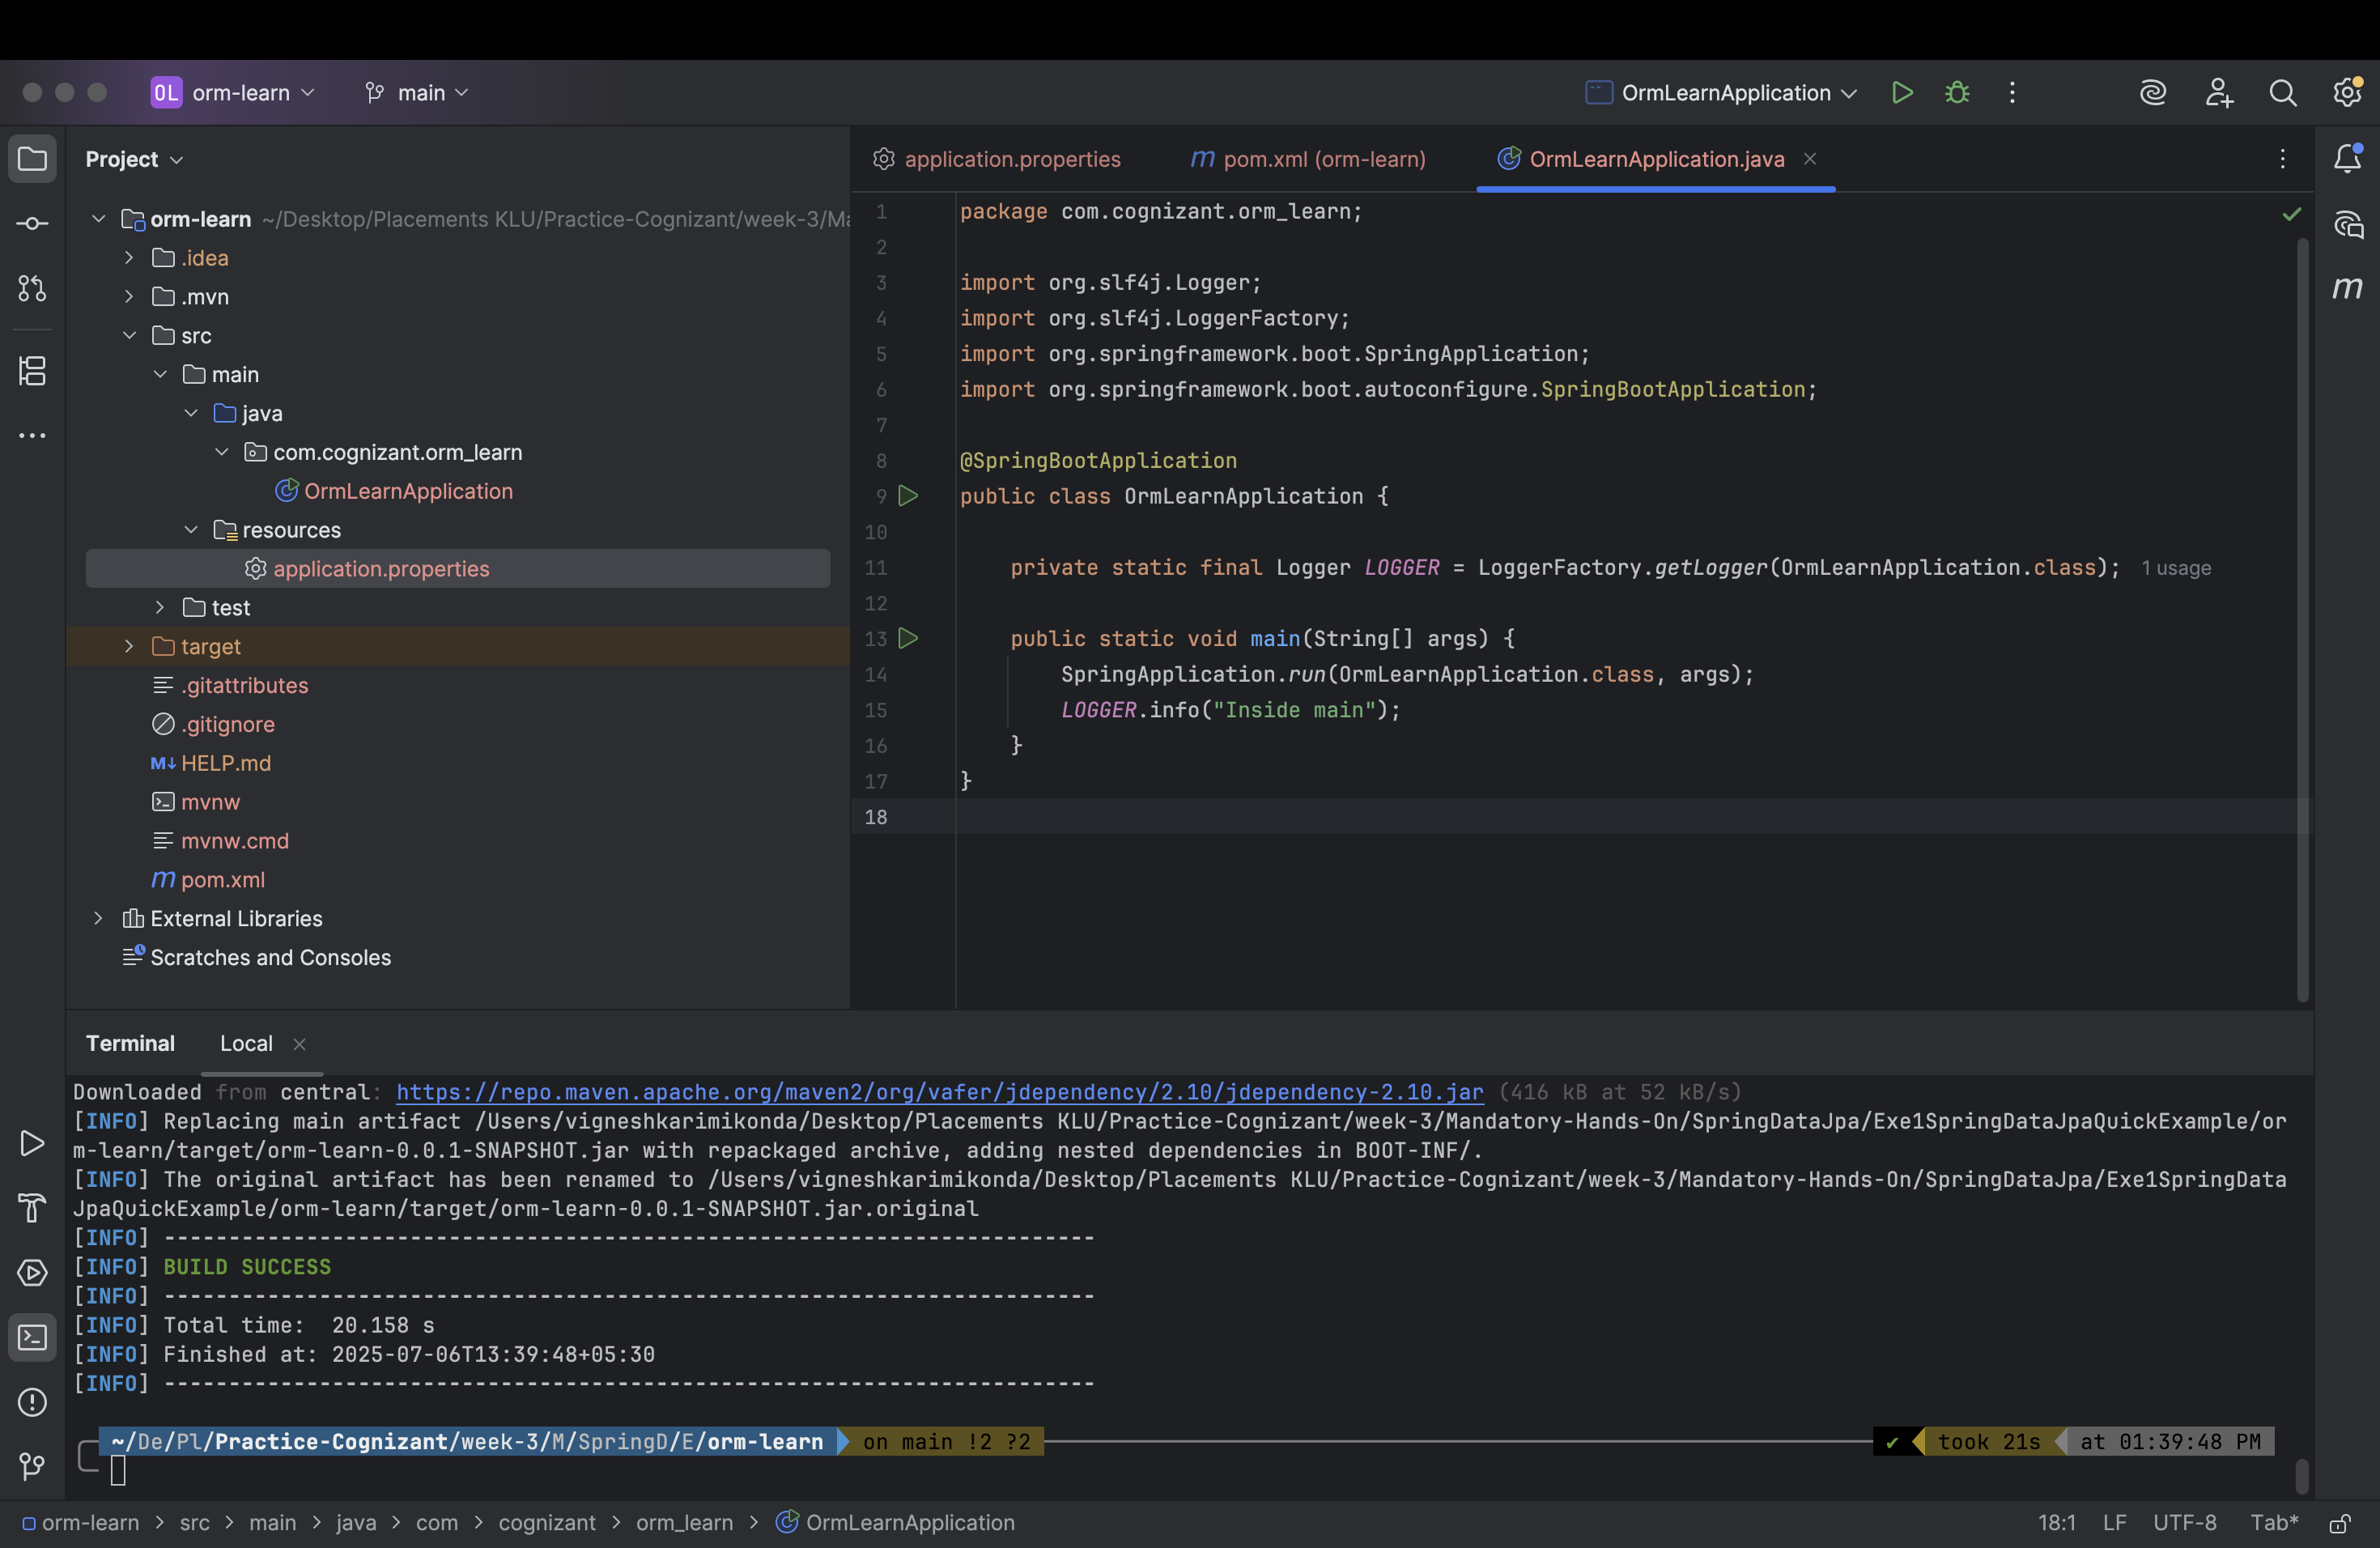 OL orm-learn main OrmLearnApplication
Project
application.properties m pom.xml (orm-learn) OrmLearnApplication.java
orm-learn ~/Desktop/Placements KLU/Practice-Cognizant/week-3/Ma
.idea
.mvn
src
main
java
com.cognizant.orm_learn
OrmLearnApplication
resources
application.properties
test
target
.gitattributes
.gitignore
M↓ HELP.md
mvnw
mvnw.cmd
m pom.xml
External Libraries
Scratches and Consoles
1 package com.cognizant.orm_learn;
2
3 import org.slf4j.Logger;
4 import org.slf4j.LoggerFactory;
5 import org.springframework.boot.SpringApplication;
6 import org.springframework.boot.autoconfigure.SpringBootApplication;
7
8 @SpringBootApplication
9 public class OrmLearnApplication {
10
11 private static final Logger LOGGER = LoggerFactory.getLogger(OrmLearnApplication.class); 1 usage
12
13 public static void main(String[] args) {
14 SpringApplication.run(OrmLearnApplication.class, args);
15 LOGGER.info("Inside main");
16 }
17 }
18
m
Terminal Local
Downloaded from central: https://repo.maven.apache.org/maven2/org/vafer/jdependency/2.10/jdependency-2.10.jar (416 kB at 52 kB/s)
[INFO] Replacing main artifact /Users/vigneshkarimikonda/Desktop/Placements KLU/Practice-Cognizant/week-3/Mandatory-Hands-On/SpringDataJpa/Exe1SpringDataJpaQuickExample/or
m-learn/target/orm-learn-0.0.1-SNAPSHOT.jar with repackaged archive, adding nested dependencies in BOOT-INF/.
[INFO] The original artifact has been renamed to /Users/vigneshkarimikonda/Desktop/Placements KLU/Practice-Cognizant/week-3/Mandatory-Hands-On/SpringDataJpa/Exe1SpringData
JpaQuickExample/orm-learn/target/orm-learn-0.0.1-SNAPSHOT.jar.original
[INFO] ------------------------------------------------------------------------
[INFO] BUILD SUCCESS
[INFO] ------------------------------------------------------------------------
[INFO] Total time:  20.158 s
[INFO] Finished at: 2025-07-06T13:39:48+05:30
[INFO] ------------------------------------------------------------------------
~/De/Pl/Practice-Cognizant/week-3/M/SpringD/E/orm-learn on main !2 ?2 ✔ took 21s at 01:39:48 PM
orm-learn > src > main > java > com > cognizant > orm_learn > OrmLearnApplication 18:1 LF UTF-8 Tab*